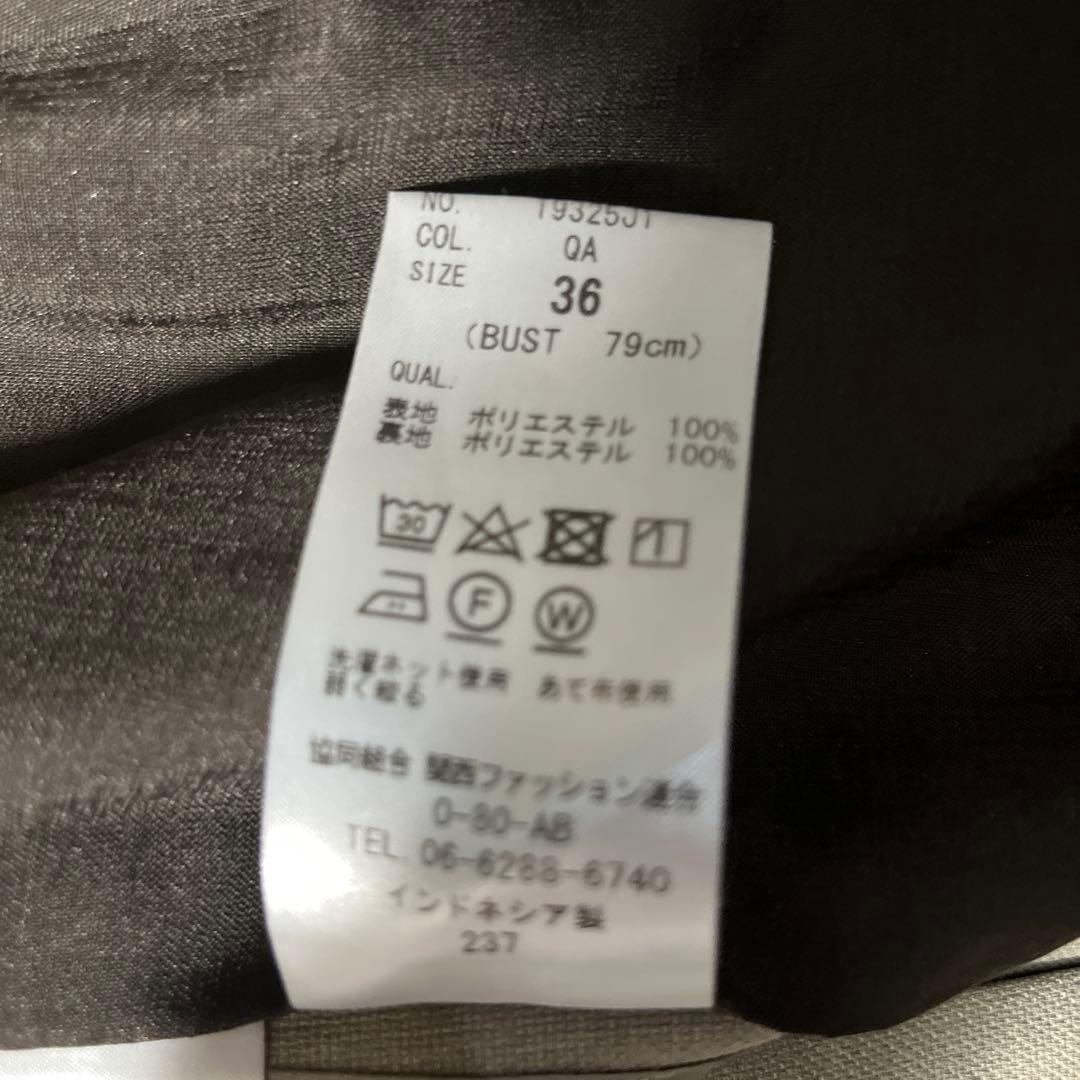 NO. 19325J1
COL. QA
SIZE 36
(BUST 79cm)
QUAL.
表地 ポリエステル 100%
裏地 ポリエステル 100%
30
F W
洗濯ネット使用 あて布使用
弱く絞る
協同組合 関西ファッション連合
0-80-AB
TEL 06-6288-6740
インドネシア製
237